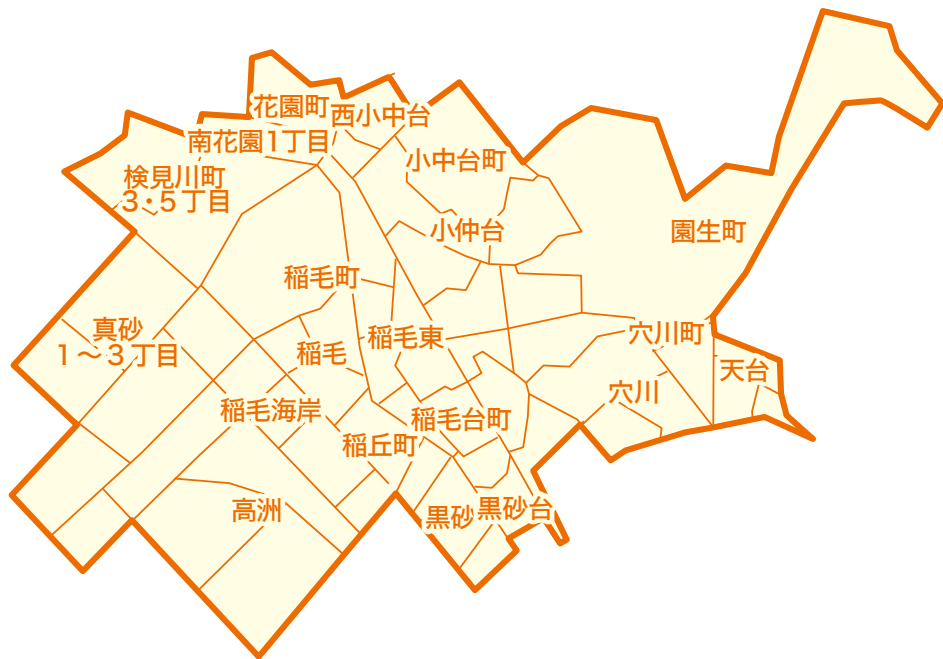 花園町
西小中台
南花園1丁目
小中台町
検見川町
3・5丁目
小仲台
園生町
稲毛町
真砂
1～3丁目
稲毛東
穴川町
稲毛
天台
穴川
稲毛海岸
稲毛台町
稲丘町
高洲
黒砂
黒砂台